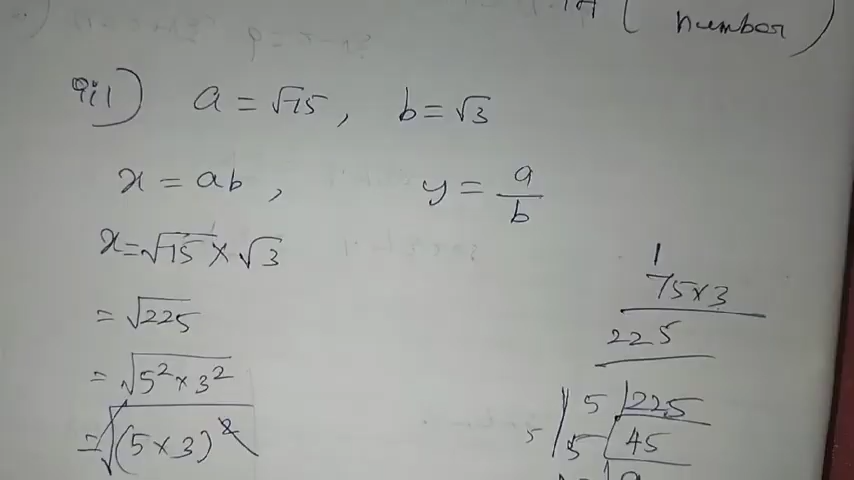 number )
a = √75, b = √3
x = ab, y = a/b
x = √75 × √3
= √225
= √5² × 3²
= √(5 × 3)²
1
75×3
225
5 | 225
5 | 45